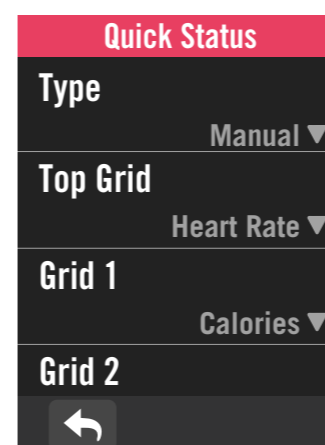 Quick Status
Type
Manual
Top Grid
Heart Rate
Grid 1
Calories
Grid 2